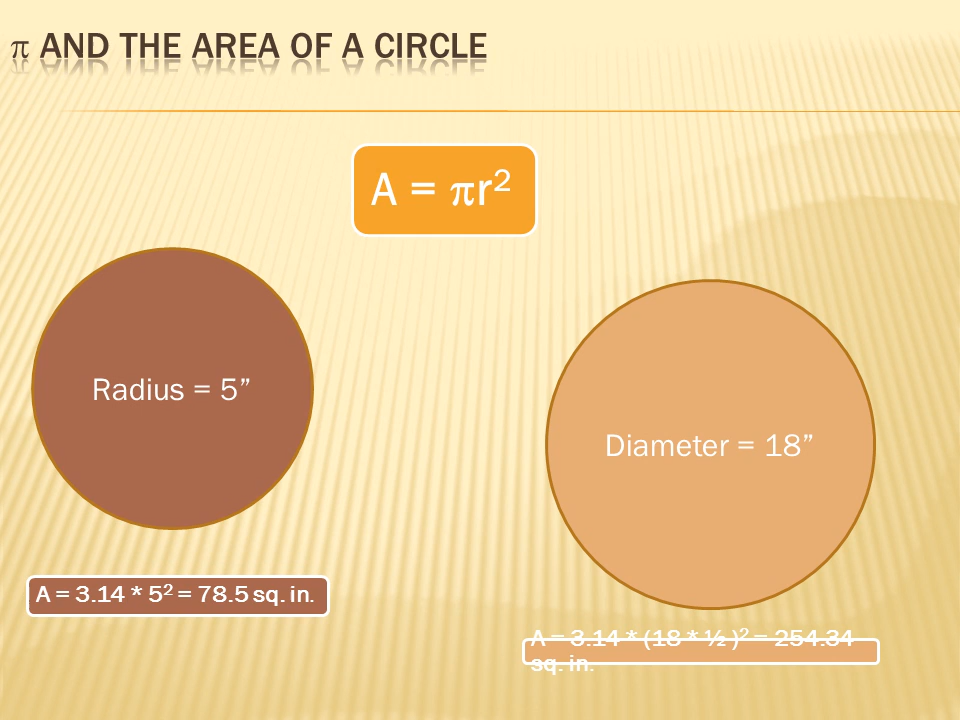 π AND THE AREA OF A CIRCLE
A = πr²
Radius = 5”
Diameter = 18”
A = 3.14 * 5² = 78.5 sq. in.
A = 3.14 * (18 * ½ )² = 254.34
sq. in.